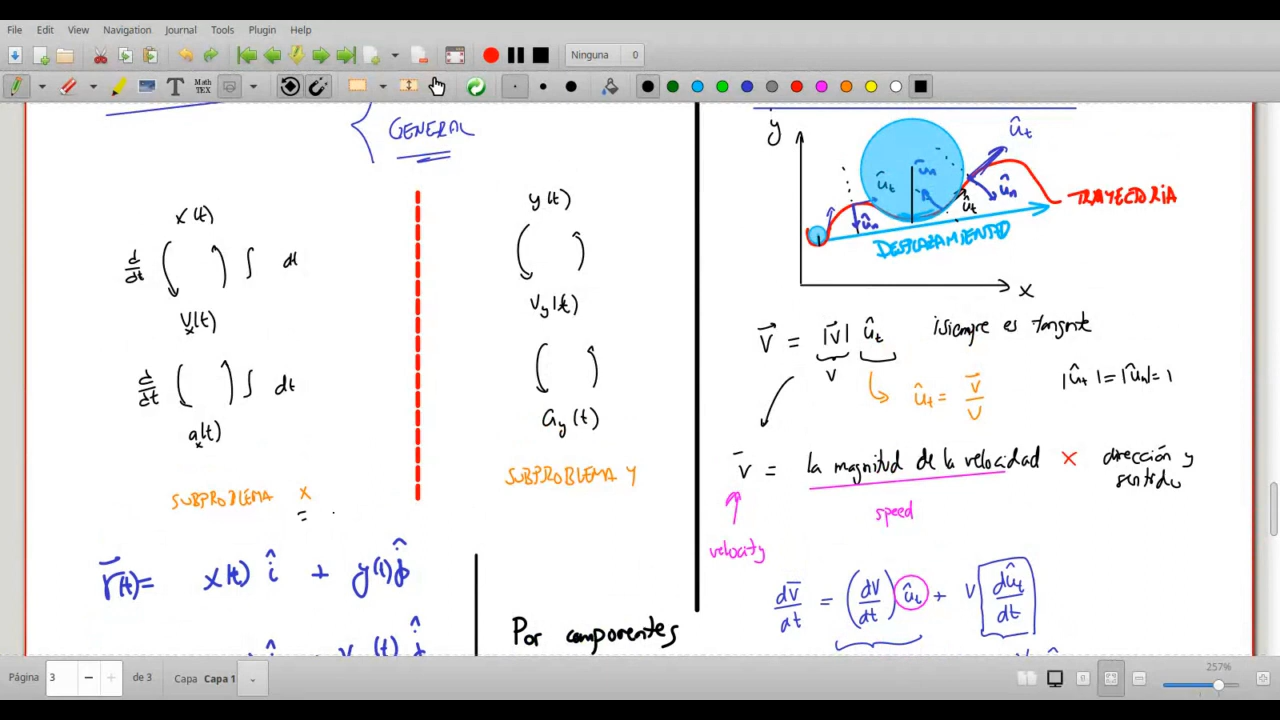 File Edit View Navigation Journal Tools Plugin Help
Ninguna 0
T Math TEX
GENERAL
x(t)
d/dt ∫ dt
Vx(t)
d/dt ∫ dt
ax(t)
SUBPROBLEMA X
=
y(t)
Vy(t)
ay(t)
SUBPROBLEMA Y
r(t) = x(t) î + y(t) ĵ
Por componentes
y
ût
ût
ûn
ûn
ût
ûn
TRAYECTORIA
DESPLAZAMIENTO
x
V⃗ = |V⃗| ût ¡siempre es tangente
V
ût = v̄/v
|ût| = |ûn| = 1
v̄ = la magnitud de la velocidad × dirección y
sentido
speed
velocity
dv̄/dt = (dv/dt) ût + v dût/dt
Página 3 de 3 Capa Capa 1
257%